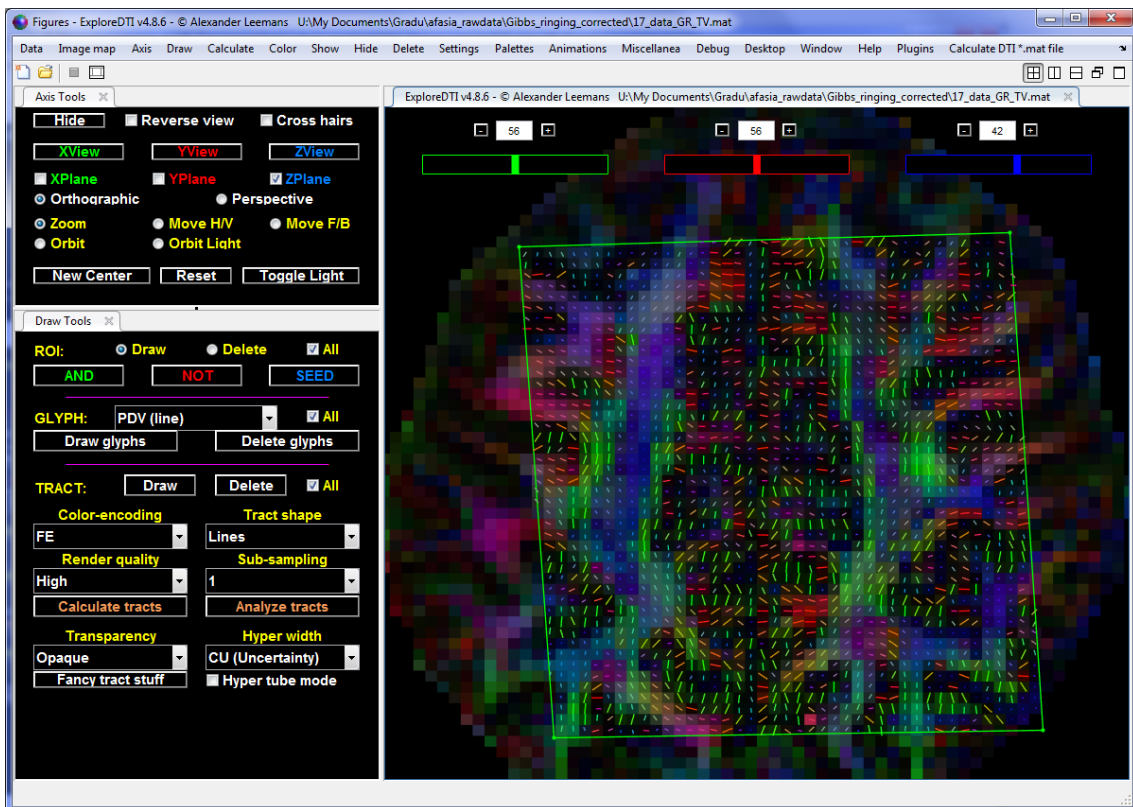 Figures - ExploreDTI v4.8.6 - © Alexander Leemans U:\My Documents\Gradu\afasia_rawdata\Gibbs_ringing_corrected\17_data_GR_TV.mat
Data Image map Axis Draw Calculate Color Show Hide Delete Settings Palettes Animations Miscellanea Debug Desktop Window Help Plugins Calculate DTI *.mat file
Axis Tools
Hide Reverse view Cross hairs
XView YView ZView
XPlane YPlane ZPlane
Orthographic Perspective
Zoom Move H/V Move F/B
Orbit Orbit Light
New Center Reset Toggle Light
Draw Tools
ROI: Draw Delete All
AND NOT SEED
GLYPH: PDV (line) All
Draw glyphs Delete glyphs
TRACT: Draw Delete All
Color-encoding Tract shape
FE Lines
Render quality Sub-sampling
High 1
Calculate tracts Analyze tracts
Transparency Hyper width
Opaque CU (Uncertainty)
Fancy tract stuff Hyper tube mode
ExploreDTI v4.8.6 - © Alexander Leemans U:\My Documents\Gradu\afasia_rawdata\Gibbs_ringing_corrected\17_data_GR_TV.mat
- 56 + - 56 + - 42 +